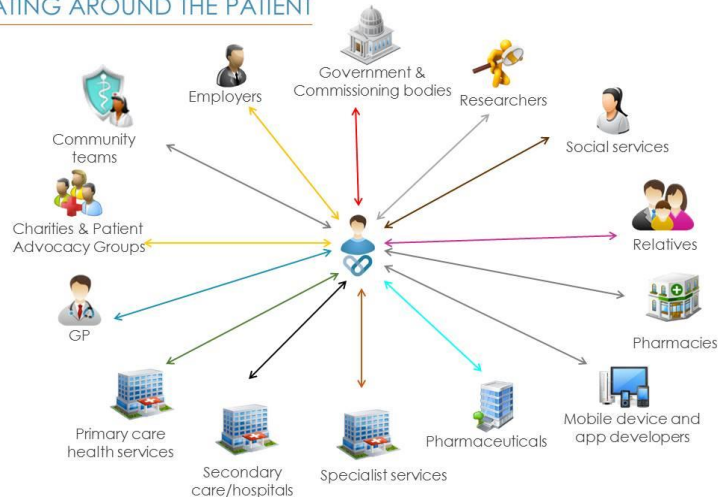 ATING AROUND THE PATIENT
Government &
Commissioning bodies
Employers
Researchers
Community
teams
Social services
Charities & Patient
Advocacy Groups
Relatives
GP
Pharmacies
Primary care
health services
Secondary
care/hospitals
Specialist services
Pharmaceuticals
Mobile device and
app developers